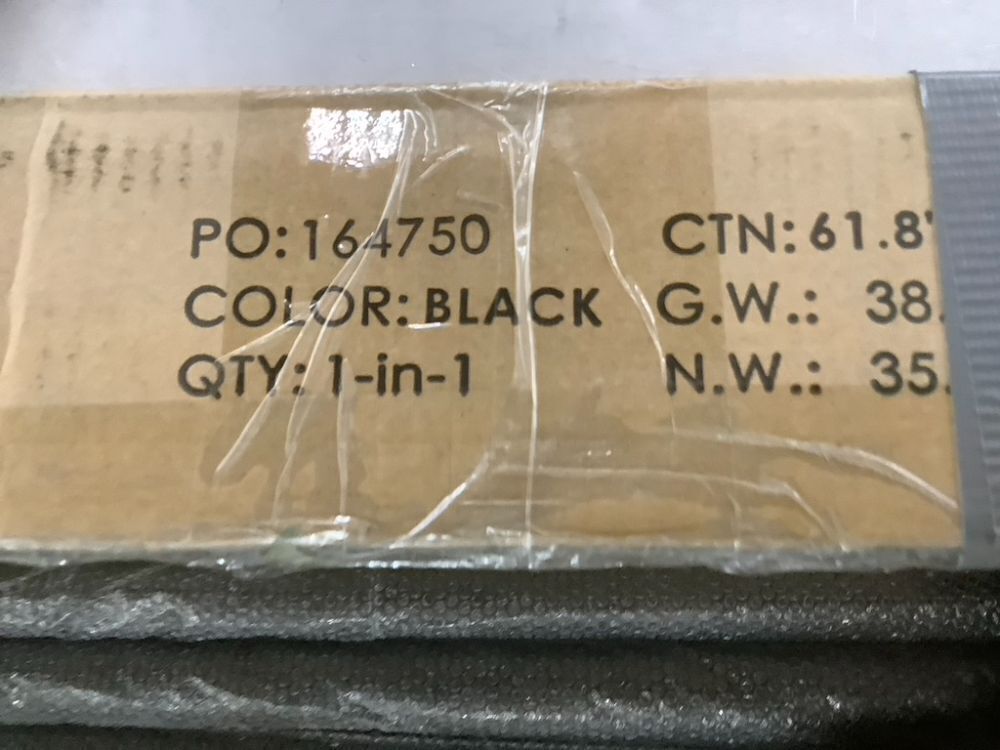 PO:164750 CTN: 61.8"
COLOR: BLACK G.W.: 38.
QTY: 1-in-1 N.W.: 35.